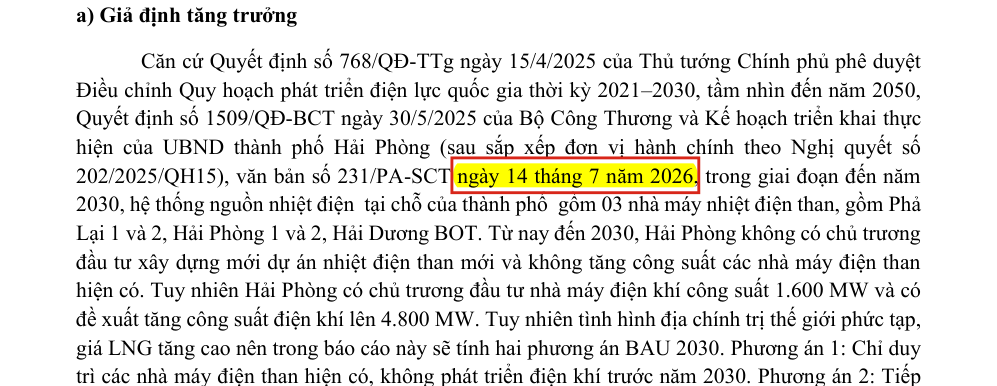 a) Giả định tăng trưởng
Căn cứ Quyết định số 768/QĐ-TTg ngày 15/4/2025 của Thủ tướng Chính phủ phê duyệt
Điều chỉnh Quy hoạch phát triển điện lực quốc gia thời kỳ 2021–2030, tầm nhìn đến năm 2050,
Quyết định số 1509/QĐ-BCT ngày 30/5/2025 của Bộ Công Thương và Kế hoạch triển khai thực
hiện của UBND thành phố Hải Phòng (sau sắp xếp đơn vị hành chính theo Nghị quyết số
202/2025/QH15), văn bản số 231/PA-SCT ngày 14 tháng 7 năm 2026, trong giai đoạn đến năm
2030, hệ thống nguồn nhiệt điện tại chỗ của thành phố gồm 03 nhà máy nhiệt điện than, gồm Phả
Lại 1 và 2, Hải Phòng 1 và 2, Hải Dương BOT. Từ nay đến 2030, Hải Phòng không có chủ trương
đầu tư xây dựng mới dự án nhiệt điện than mới và không tăng công suất các nhà máy điện than
hiện có. Tuy nhiên Hải Phòng có chủ trương đầu tư nhà máy điện khí công suất 1.600 MW và có
đề xuất tăng công suất điện khí lên 4.800 MW. Tuy nhiên tình hình địa chính trị thế giới phức tạp,
giá LNG tăng cao nên trong báo cáo này sẽ tính hai phương án BAU 2030. Phương án 1: Chỉ duy
trì các nhà máy điện than hiện có, không phát triển điện khí trước năm 2030. Phương án 2: Tiếp